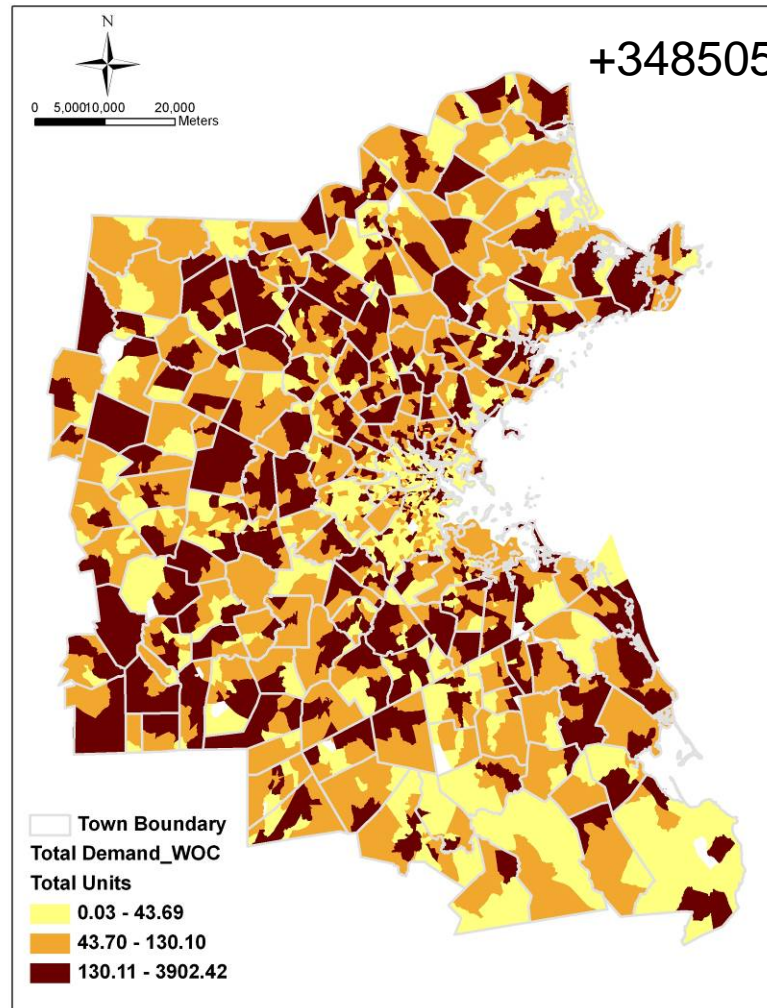 N
+348505
0 5,00010,000 20,000
Meters
Town Boundary
Total Demand_WOC
Total Units
0.03 - 43.69
43.70 - 130.10
130.11 - 3902.42